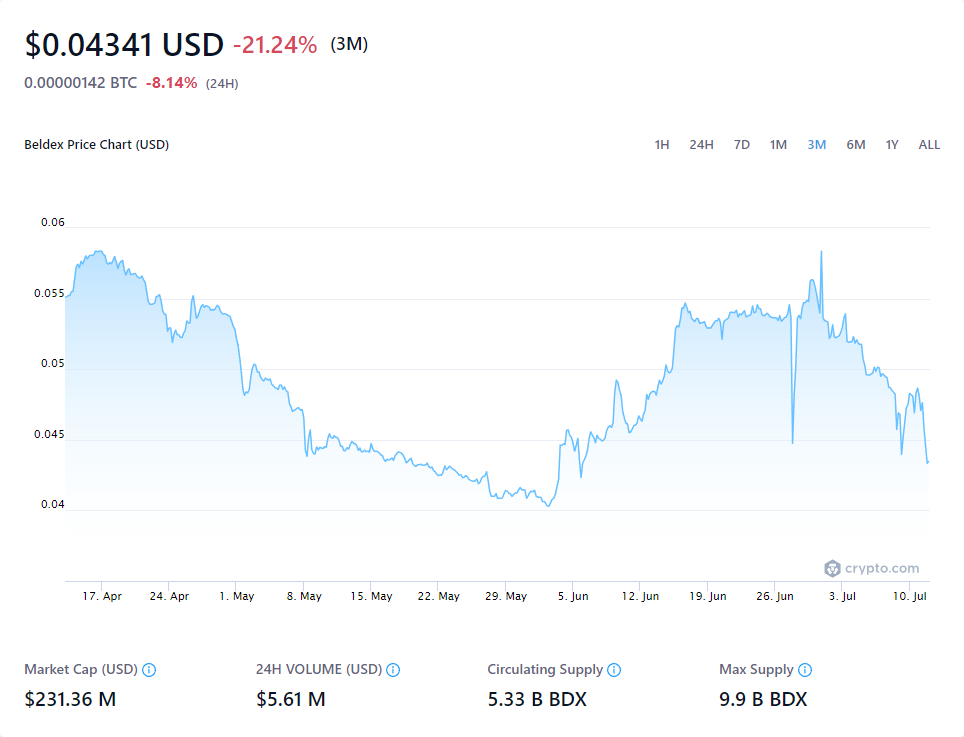 $0.04341 USD -21.24% (3M)
0.00000142 BTC -8.14% (24H)
Beldex Price Chart (USD)
1H 24H 7D 1M 3M 6M 1Y ALL
0.06
0.055
0.05
0.045
0.04
crypto.com
17. Apr 24. Apr 1. May 8. May 15. May 22. May 29. May 5. Jun 12. Jun 19. Jun 26. Jun 3. Jul 10. Jul
Market Cap (USD) 24H VOLUME (USD) Circulating Supply Max Supply
$231.36 M $5.61 M 5.33 B BDX 9.9 B BDX